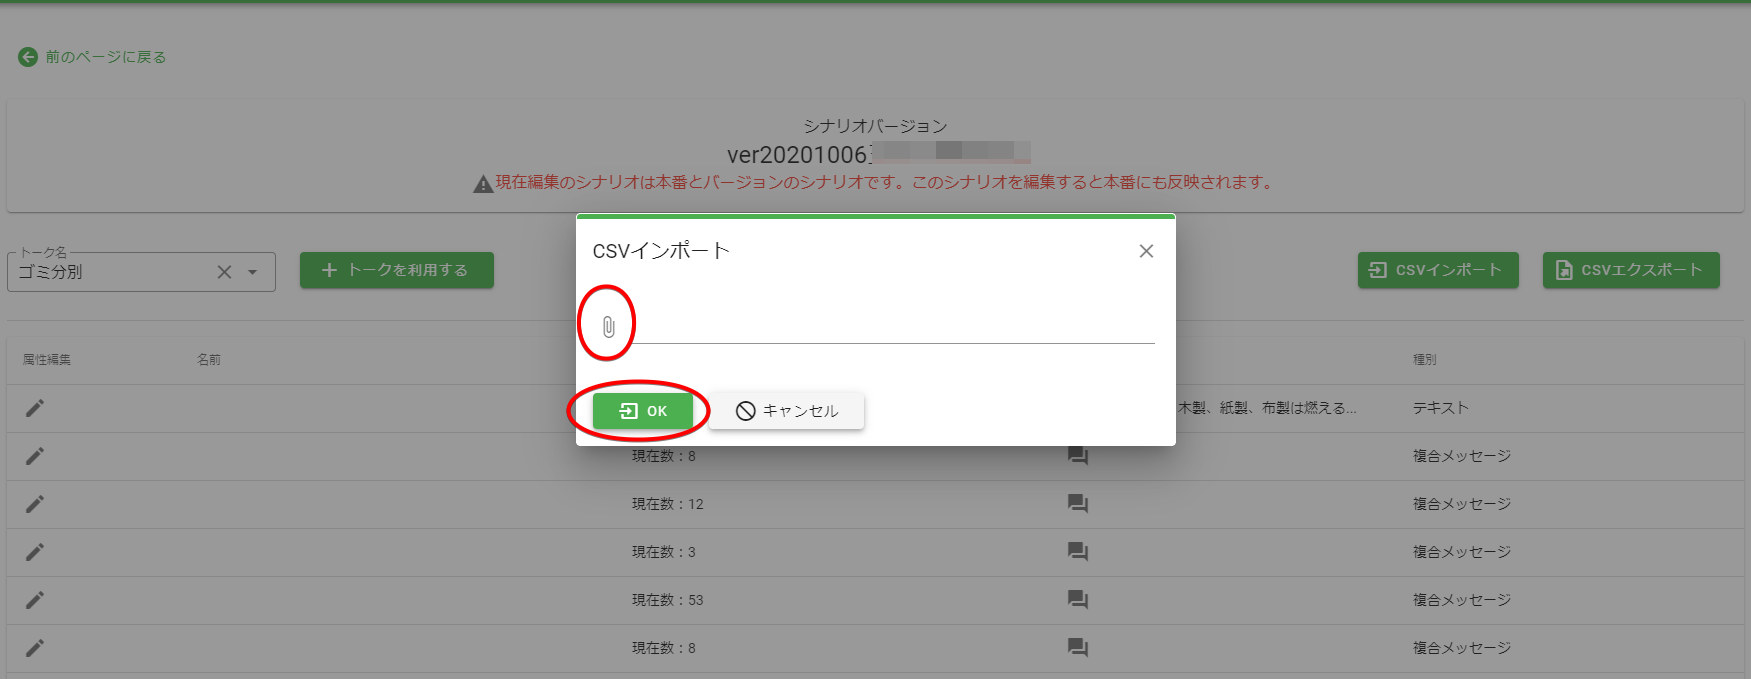 前のページに戻る
シナリオバージョン
ver20201006
現在編集のシナリオは本番とバージョンのシナリオです。このシナリオを編集すると本番にも反映されます。
トーク名
ゴミ分別
トークを利用する
CSVインポート
CSVエクスポート
CSVインポート
OK
キャンセル
属性編集 名前 種別
木製、紙製、布製は燃える... テキスト
現在数：8 複合メッセージ
現在数：12 複合メッセージ
現在数：3 複合メッセージ
現在数：53 複合メッセージ
現在数：8 複合メッセージ